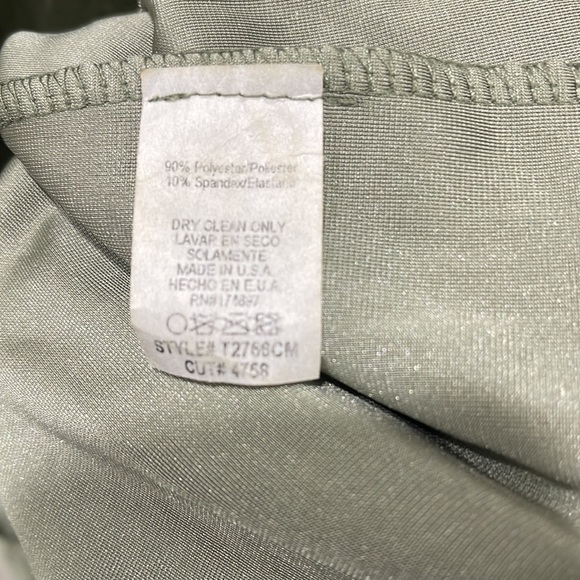 90% Polyester/Poliester
10% Spandex/Elastano
DRY CLEAN ONLY
LAVAR EN SECO
SOLAMENTE
MADE IN U.S.A.
HECHO EN E.U.A.
STYLE# T2766CM
CUT# 4758